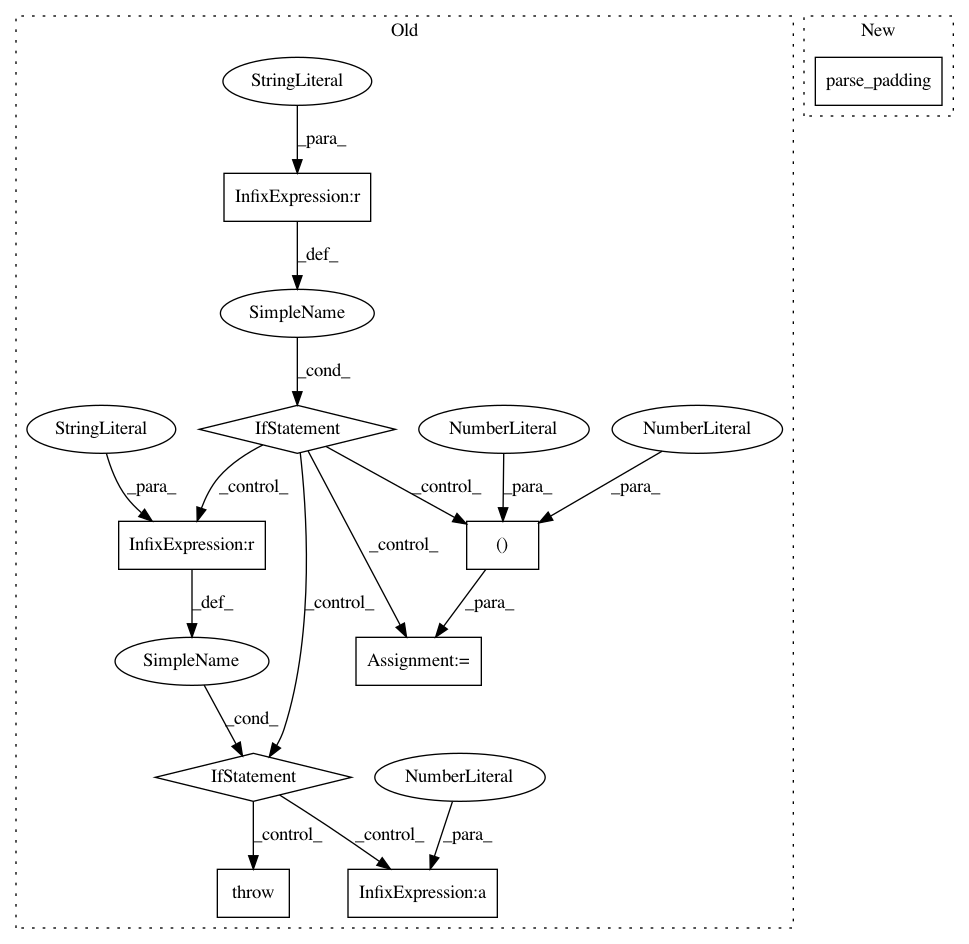 Old
New
StringLiteral
parse_padding
_para_
InfixExpression:r
_def_
SimpleName
_cond_
StringLiteral
IfStatement
NumberLiteral
NumberLiteral
_para_
_control_
_control_
_para_
_para_
InfixExpression:r
_control_
()
_def_
_control_
_para_
SimpleName
Assignment:=
_cond_
IfStatement
NumberLiteral
_control_
_control_
_para_
throw
InfixExpression:a